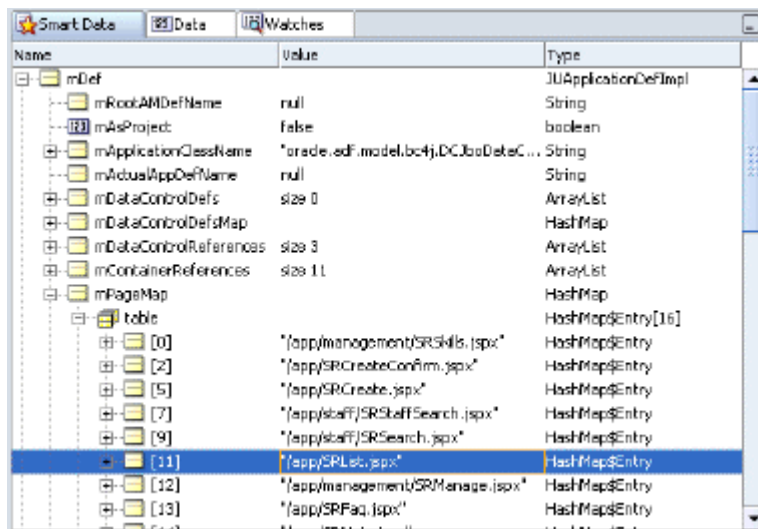 Smart Data Data Watches
Name Value Type
mDef JUApplicationDefImpl
mRootAMDefName null String
mAsProject false boolean
mApplicationClassName "oracle.adf.model.bc4j.DCJboDataC... String
mActualAppDefName null String
mDataControlDefs size 0 ArrayList
mDataControlDefsMap HashMap
mDataControlReferences size 3 ArrayList
mContainerReferences size 11 ArrayList
mPageMap HashMap
table HashMap$Entry[16]
[0] "/app/management/SRSkills.jspx" HashMap$Entry
[2] "/app/SRCreateConfirm.jspx" HashMap$Entry
[5] "/app/SRCreate.jspx" HashMap$Entry
[7] "/app/staff/SRStaffSearch.jspx" HashMap$Entry
[9] "/app/staff/SRSearch.jspx" HashMap$Entry
[11] "/app/SRList.jspx" HashMap$Entry
[12] "/app/management/SRManage.jspx" HashMap$Entry
[13] "/app/SRFaq.jspx" HashMap$Entry